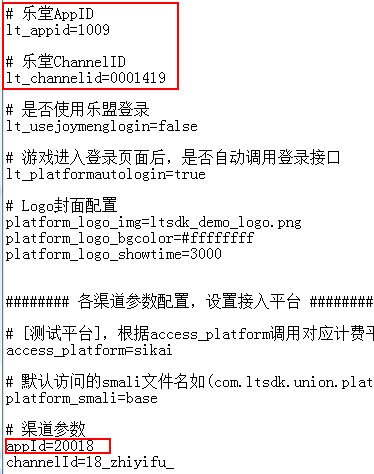 # 乐堂AppID
lt_appid=1009
# 乐堂ChannelID
lt_channelid=0001419
# 是否使用乐盟登录
lt_usejoymenglogin=false
# 游戏进入登录页面后，是否自动调用登录接口
lt_platformautologin=true
# Logo封面配置
platform_logo_img=ltsdk_demo_logo.png
platform_logo_bgcolor=#ffffffff
platform_logo_showtime=3000
######## 各渠道参数配置，设置接入平台 ########
# [测试平台]，根据access_platform调用对应计费平
access_platform=sikai
# 默认访问的smali文件名如(com.ltsdk.union.plat
platform_smali=base
# 渠道参数
appId=20018
channelId=18_zhiyifu_